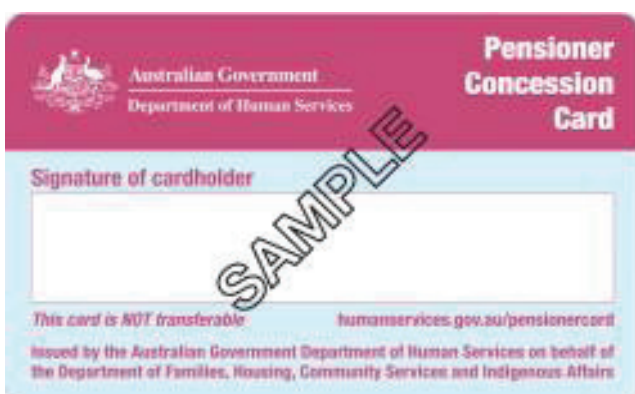 Australian Government
Department of Human Services
Pensioner
Concession
Card
Signature of cardholder
SAMPLE
This card is NOT transferable
humanservices.gov.au/pensionercard
Issued by the Australian Government Department of Human Services on behalf of
the Department of Families, Housing, Community Services and Indigenous Affairs